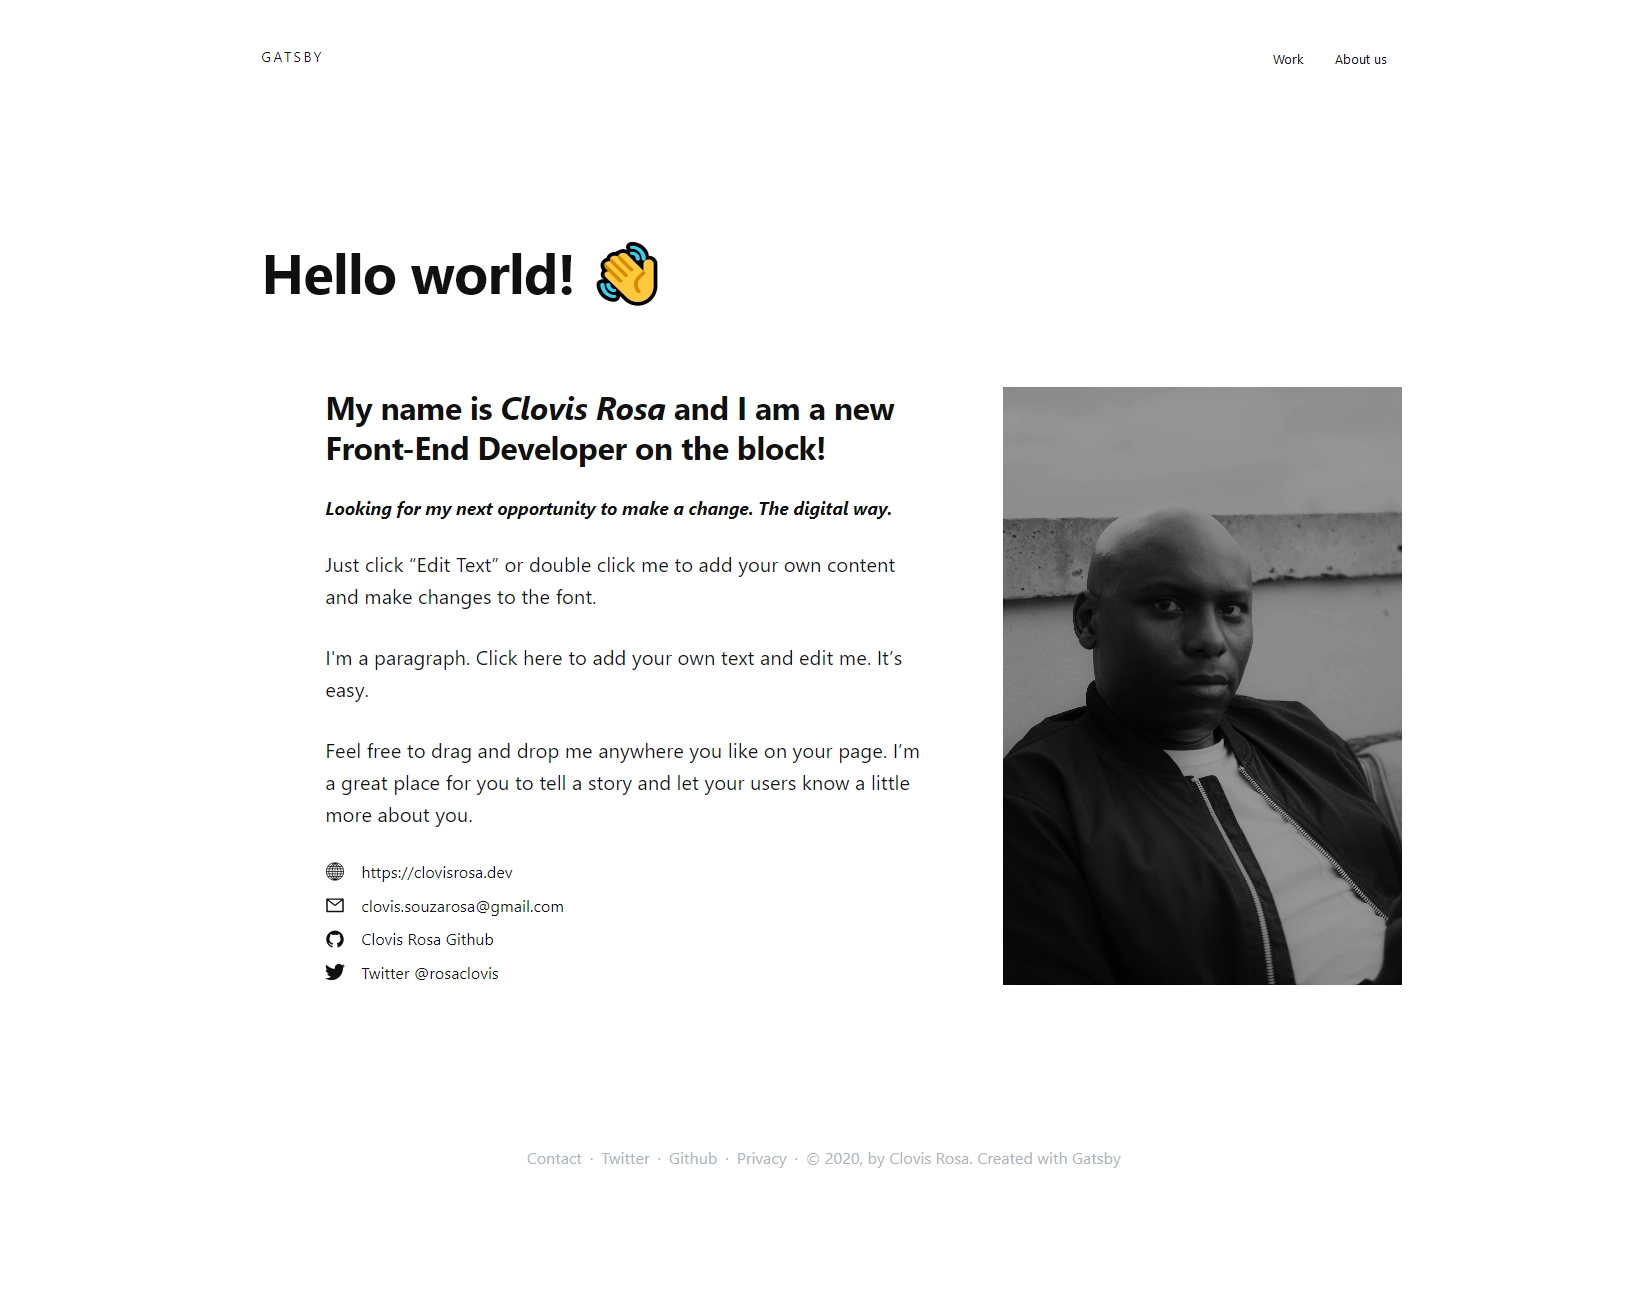 GATSBY
Work
About us
Hello world!
My name is Clovis Rosa and I am a new
Front-End Developer on the block!
Looking for my next opportunity to make a change. The digital way.
Just click “Edit Text” or double click me to add your own content
and make changes to the font.
I'm a paragraph. Click here to add your own text and edit me. It’s
easy.
Feel free to drag and drop me anywhere you like on your page. I’m
a great place for you to tell a story and let your users know a little
more about you.
https://clovisrosa.dev
clovis.souzarosa@gmail.com
Clovis Rosa Github
Twitter @rosaclovis
Contact · Twitter · Github · Privacy · © 2020, by Clovis Rosa. Created with Gatsby